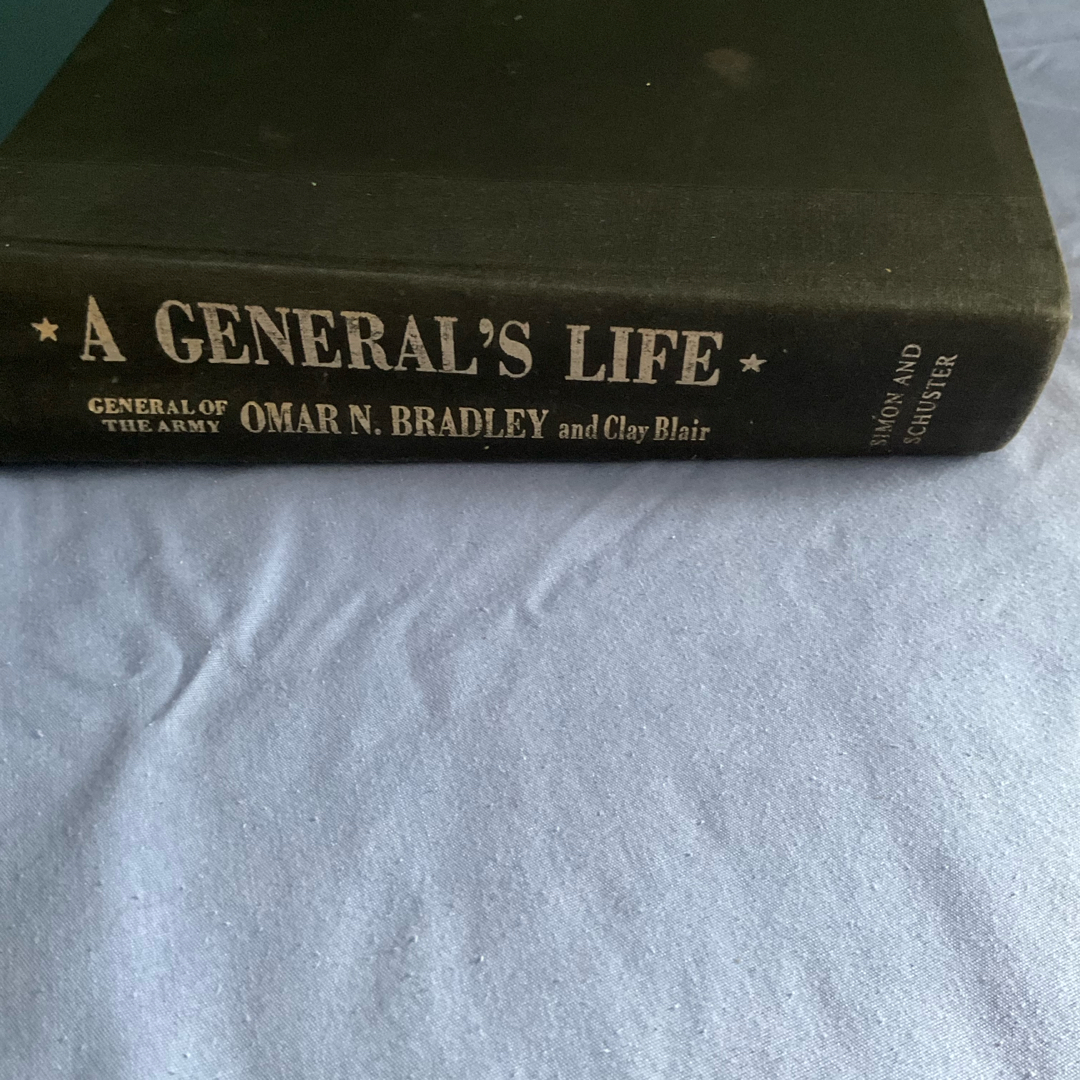 ★ A GENERAL'S LIFE ★
GENERAL OF
THE ARMY
OMAR N. BRADLEY and Clay Blair
SIMON AND
SCHUSTER